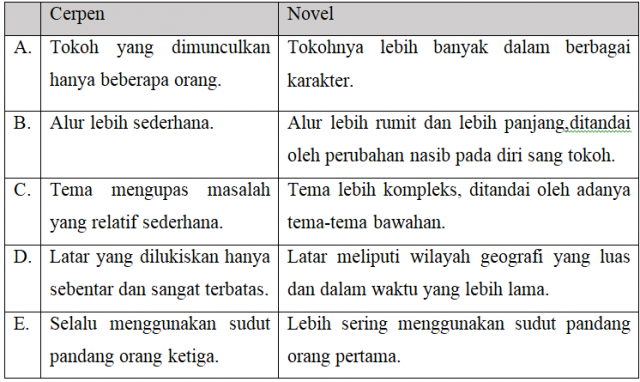 Cerpen Novel
A. Tokoh yang dimunculkan Tokohnya lebih banyak dalam berbagai
hanya beberapa orang. karakter.
B. Alur lebih sederhana. Alur lebih rumit dan lebih panjang,ditandai
oleh perubahan nasib pada diri sang tokoh.
C. Tema mengupas masalah Tema lebih kompleks, ditandai oleh adanya
yang relatif sederhana. tema-tema bawahan.
D. Latar yang dilukiskan hanya Latar meliputi wilayah geografi yang luas
sebentar dan sangat terbatas. dan dalam waktu yang lebih lama.
E. Selalu menggunakan sudut Lebih sering menggunakan sudut pandang
pandang orang ketiga. orang pertama.